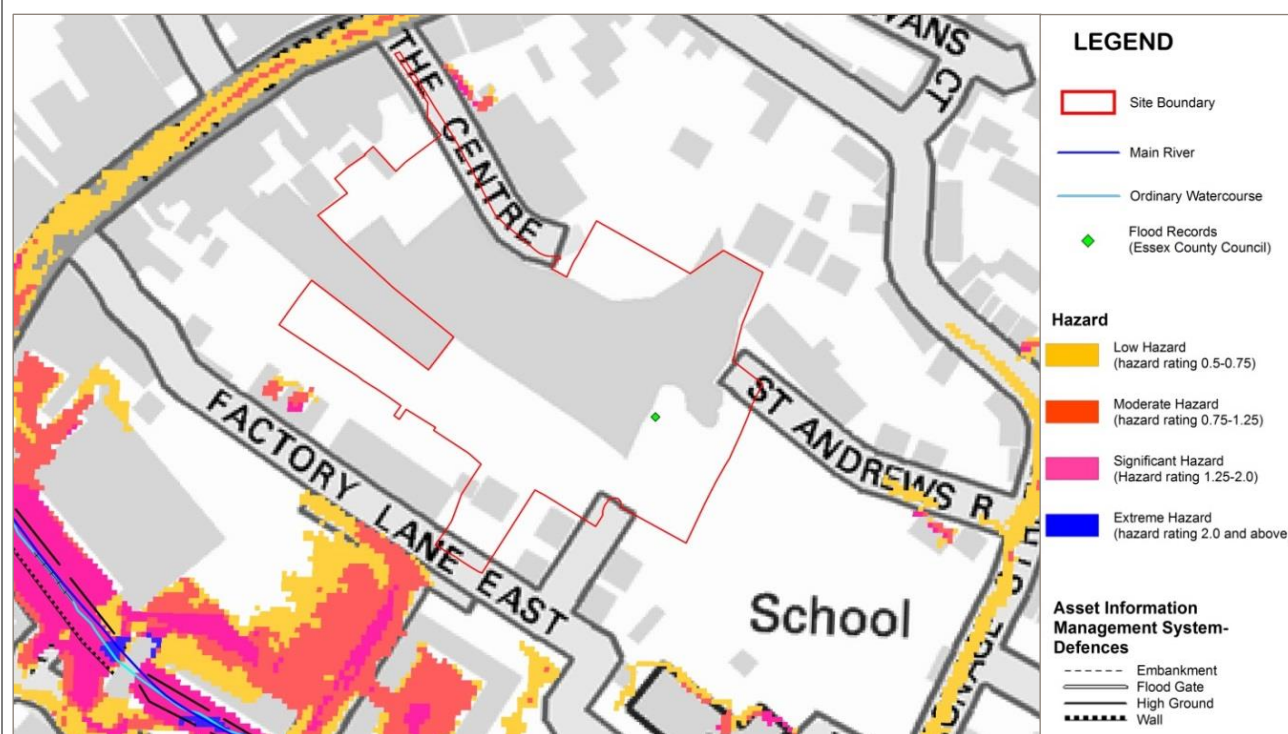 VANS
CT
THE CENTRE
FACTORY LANE EAST
ST ANDREWS R
School
LEGEND
Site Boundary
Main River
Ordinary Watercourse
Flood Records
(Essex County Council)
Hazard
Low Hazard
(hazard rating 0.5-0.75)
Moderate Hazard
(hazard rating 0.75-1.25)
Significant Hazard
(Hazard rating 1.25-2.0)
Extreme Hazard
(hazard rating 2.0 and above
Asset Information
Management System-
Defences
Embankment
Flood Gate
High Ground
Wall